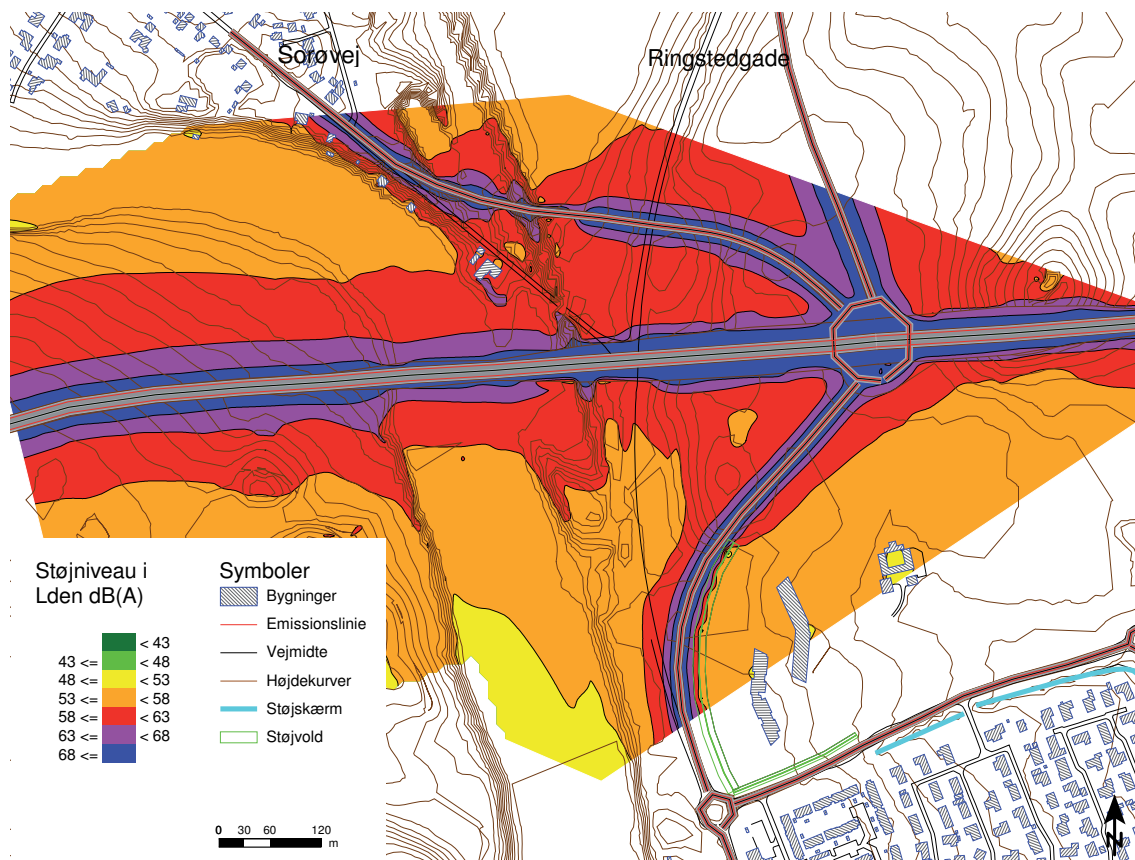 Sorøvej
Ringstedgade
Støjniveau i
Lden dB(A)
< 43
43 <= < 48
48 <= < 53
53 <= < 58
58 <= < 63
63 <= < 68
68 <=
Symboler
Bygninger
Emissionslinie
Vejmidte
Højdekurver
Støjskærm
Støjvold
0 30 60 120
m
N